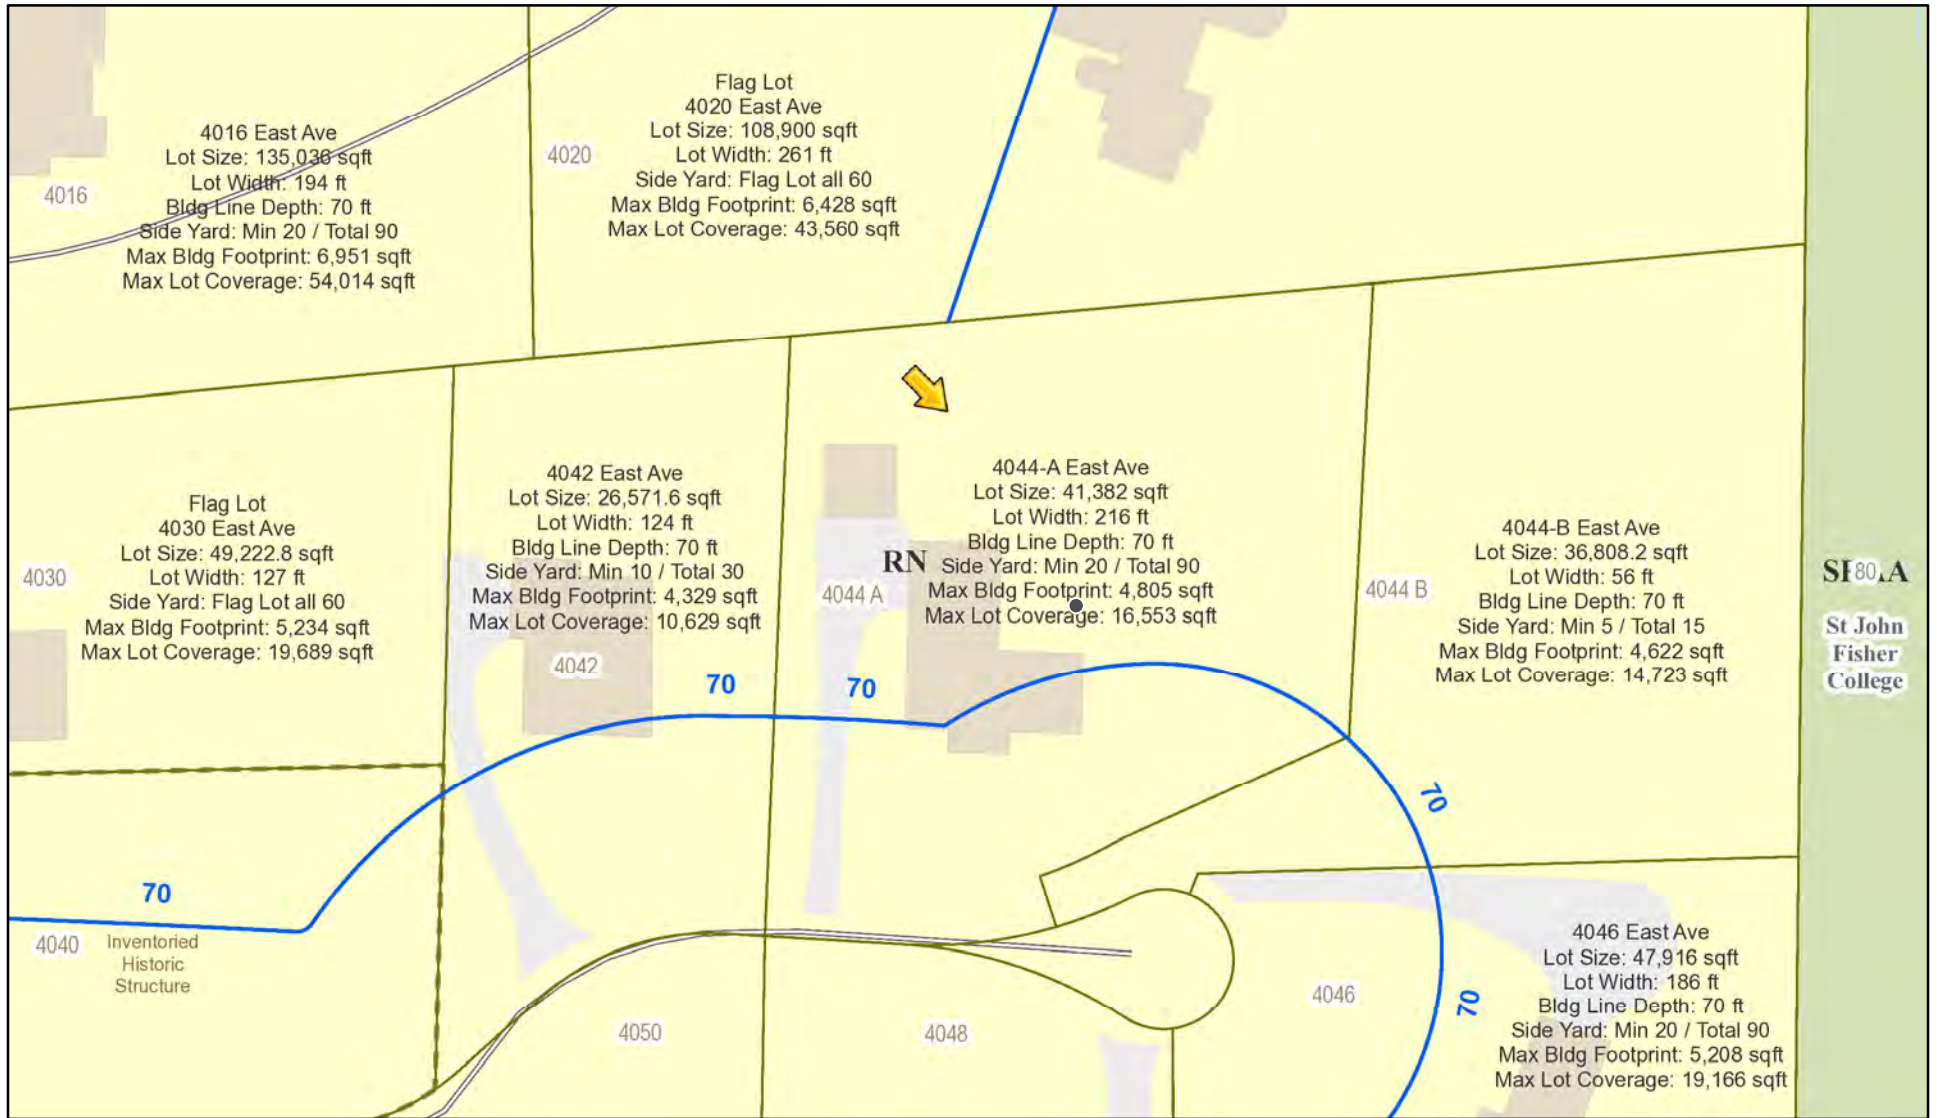 4016 East Ave
Lot Size: 135,036 sqft
Lot Width: 194 ft
Bldg Line Depth: 70 ft
Side Yard: Min 20 / Total 90
Max Bldg Footprint: 6,951 sqft
Max Lot Coverage: 54,014 sqft
4016
Flag Lot
4020 East Ave
Lot Size: 108,900 sqft
Lot Width: 261 ft
Side Yard: Flag Lot all 60
Max Bldg Footprint: 6,428 sqft
Max Lot Coverage: 43,560 sqft
4020
Flag Lot
4030 East Ave
Lot Size: 49,222.8 sqft
Lot Width: 127 ft
Side Yard: Flag Lot all 60
Max Bldg Footprint: 5,234 sqft
Max Lot Coverage: 19,689 sqft
4030
4042 East Ave
Lot Size: 26,571.6 sqft
Lot Width: 124 ft
Bldg Line Depth: 70 ft
Side Yard: Min 10 / Total 30
Max Bldg Footprint: 4,329 sqft
Max Lot Coverage: 10,629 sqft
4042
70
4044-A East Ave
Lot Size: 41,382 sqft
Lot Width: 216 ft
Bldg Line Depth: 70 ft
Side Yard: Min 20 / Total 90
Max Bldg Footprint: 4,805 sqft
Max Lot Coverage: 16,553 sqft
RN
4044 A
70
4044-B East Ave
Lot Size: 36,808.2 sqft
Lot Width: 56 ft
Bldg Line Depth: 70 ft
Side Yard: Min 5 / Total 15
Max Bldg Footprint: 4,622 sqft
Max Lot Coverage: 14,723 sqft
4044 B
80
St John
Fisher
College
70
70
4040
Inventoried
Historic
Structure
4050
4048
4046
70
4046 East Ave
Lot Size: 47,916 sqft
Lot Width: 186 ft
Bldg Line Depth: 70 ft
Side Yard: Min 20 / Total 90
Max Bldg Footprint: 5,208 sqft
Max Lot Coverage: 19,166 sqft